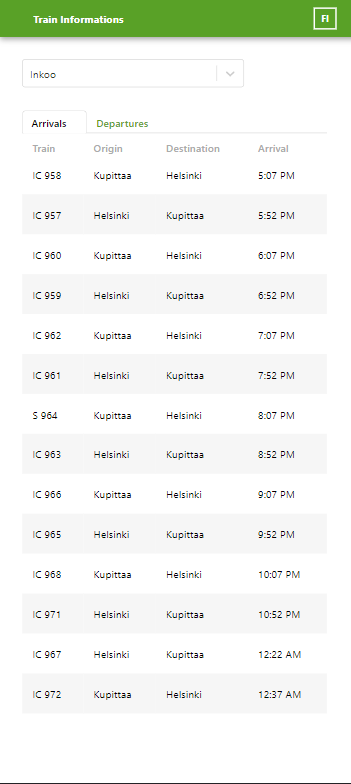 Train Informations FI
Inkoo
Arrivals Departures
Train Origin Destination Arrival
IC 958 Kupittaa Helsinki 5:07 PM
IC 957 Helsinki Kupittaa 5:52 PM
IC 960 Kupittaa Helsinki 6:07 PM
IC 959 Helsinki Kupittaa 6:52 PM
IC 962 Kupittaa Helsinki 7:07 PM
IC 961 Helsinki Kupittaa 7:52 PM
S 964 Kupittaa Helsinki 8:07 PM
IC 963 Helsinki Kupittaa 8:52 PM
IC 966 Kupittaa Helsinki 9:07 PM
IC 965 Helsinki Kupittaa 9:52 PM
IC 968 Kupittaa Helsinki 10:07 PM
IC 971 Helsinki Kupittaa 10:52 PM
IC 967 Helsinki Kupittaa 12:22 AM
IC 972 Kupittaa Helsinki 12:37 AM